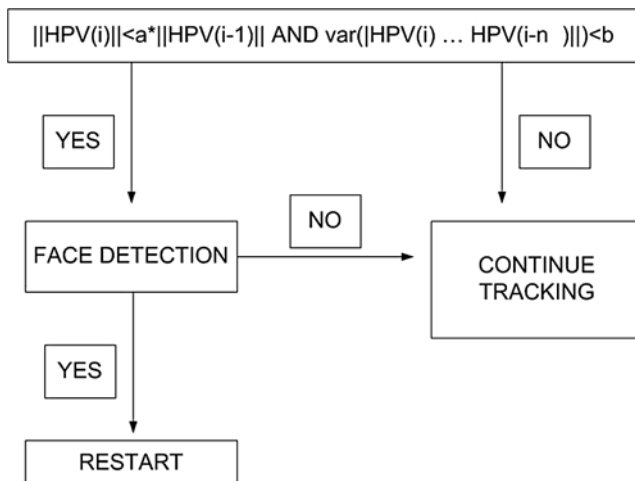 ||HPV(i)||<a*||HPV(i-1)|| AND var(|HPV(i) ... HPV(i-n )||)<b
YES
NO
NO
FACE DETECTION
CONTINUE
TRACKING
YES
RESTART